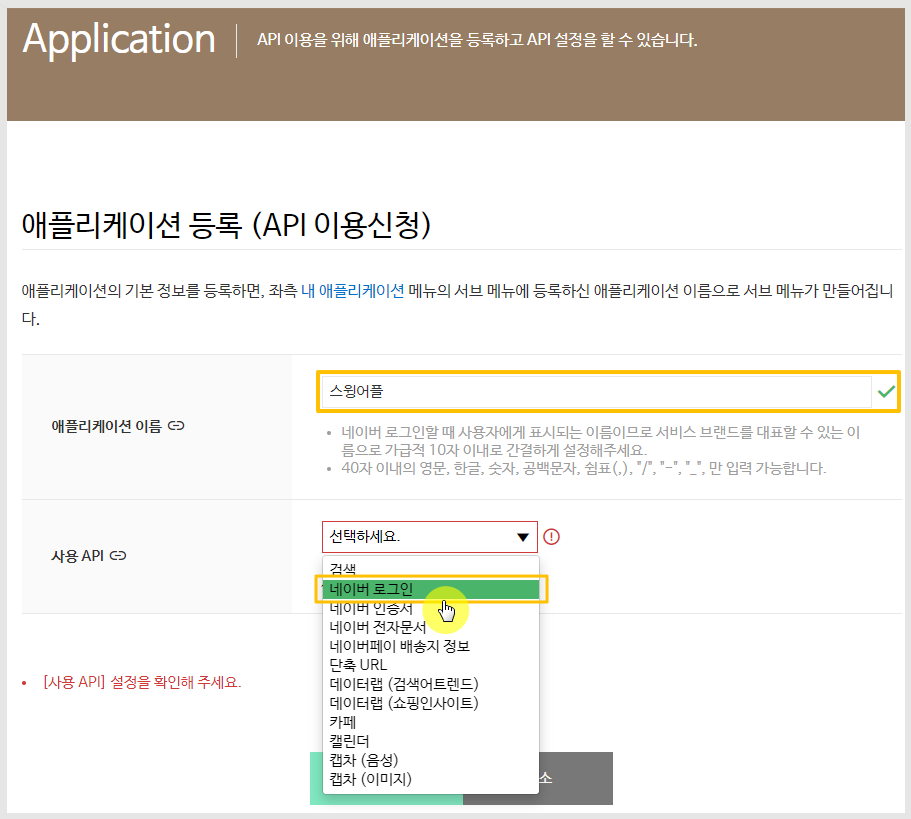 Application
API 이용을 위해 애플리케이션을 등록하고 API 설정을 할 수 있습니다.
애플리케이션 등록 (API 이용신청)
애플리케이션의 기본 정보를 등록하면, 좌측 내 애플리케이션 메뉴의 서브 메뉴에 등록하신 애플리케이션 이름으로 서브 메뉴가 만들어집니
다.
애플리케이션 이름
스윙어플
• 네이버 로그인할 때 사용자에게 표시되는 이름이므로 서비스 브랜드를 대표할 수 있는 이
름으로 가급적 10자 이내로 간결하게 설정해주세요.
• 40자 이내의 영문, 한글, 숫자, 공백문자, 쉼표(,), "/", "-", "_", 만 입력 가능합니다.
사용 API
선택하세요.
검색
네이버 로그인
네이버 인증서
네이버 전자문서
네이버페이 배송지 정보
단축 URL
데이터랩 (검색어트렌드)
데이터랩 (쇼핑인사이트)
카페
캘린더
캡차 (음성)
캡차 (이미지)
• [사용 API] 설정을 확인해 주세요.
소